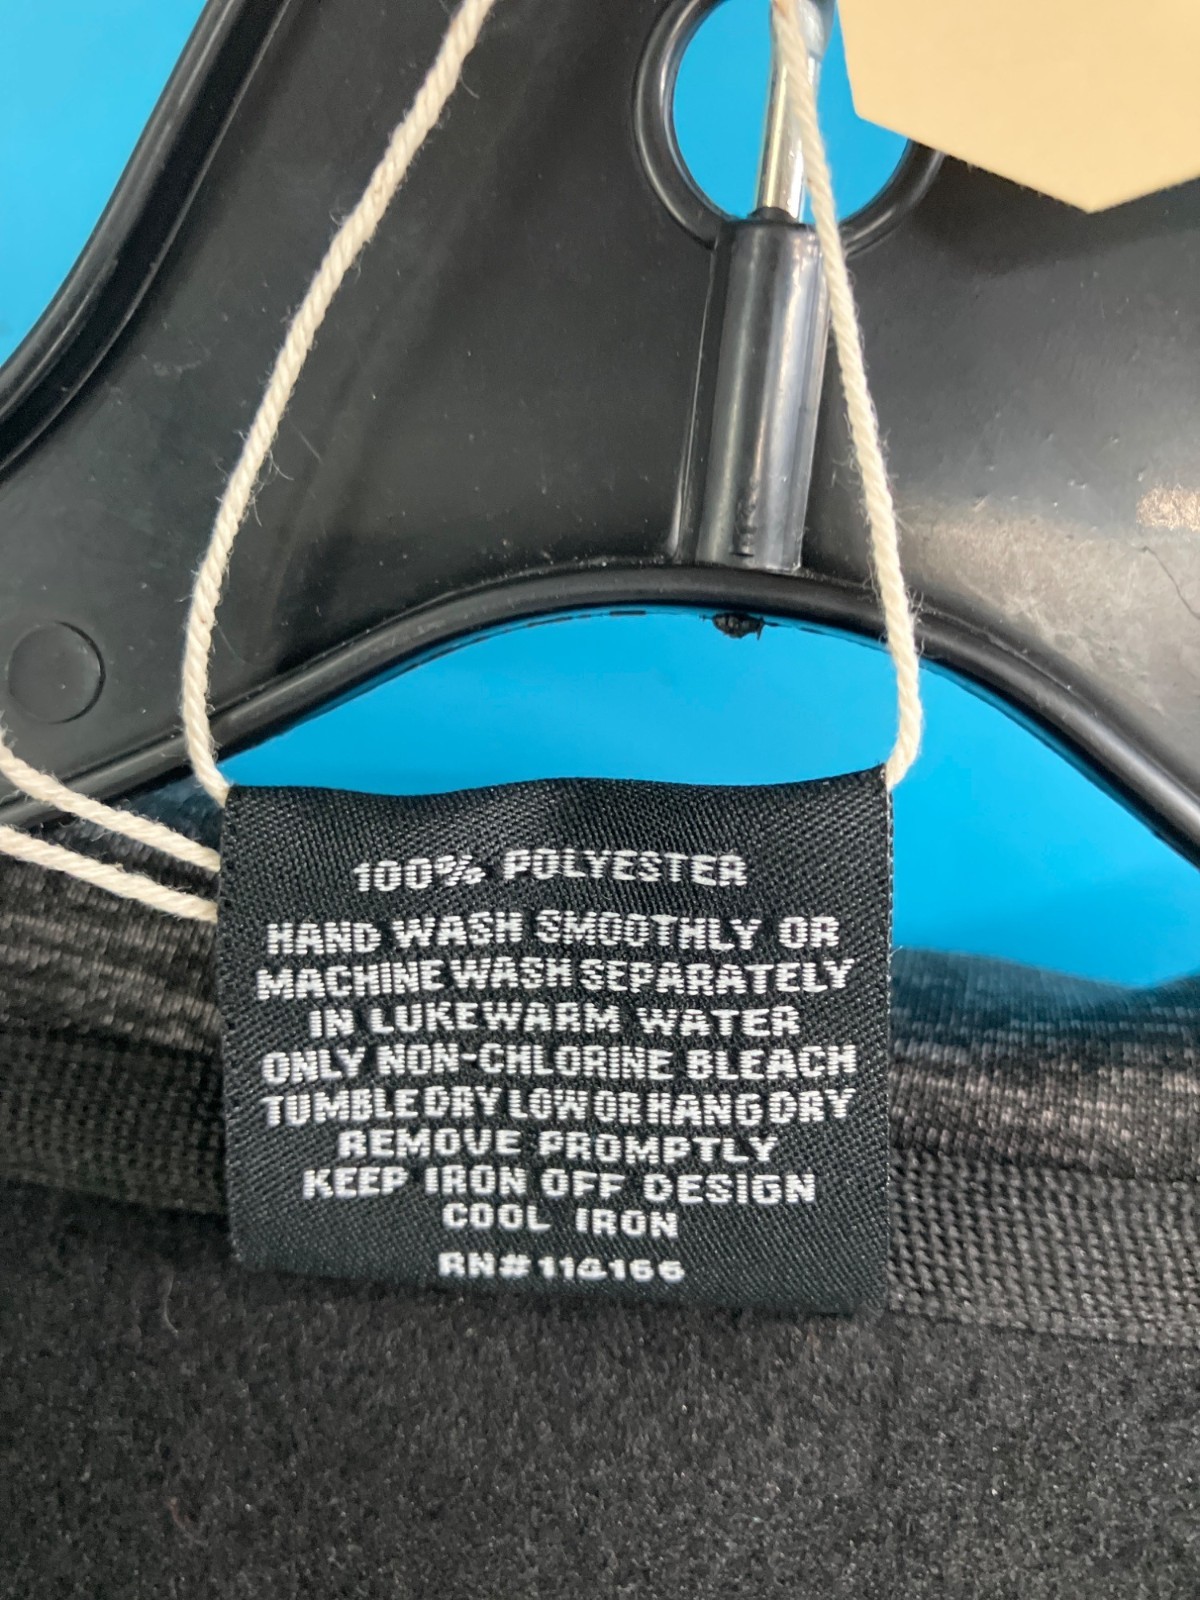 100% POLYESTER
HAND WASH SMOOTHLY OR
MACHINE WASH SEPARATELY
IN LUKEWARM WATER
ONLY NON-CHLORINE BLEACH
TUMBLE DRY LOW OR HANG DRY
REMOVE PROMPTLY
KEEP IRON OFF DESIGN
COOL IRON
RN#114166